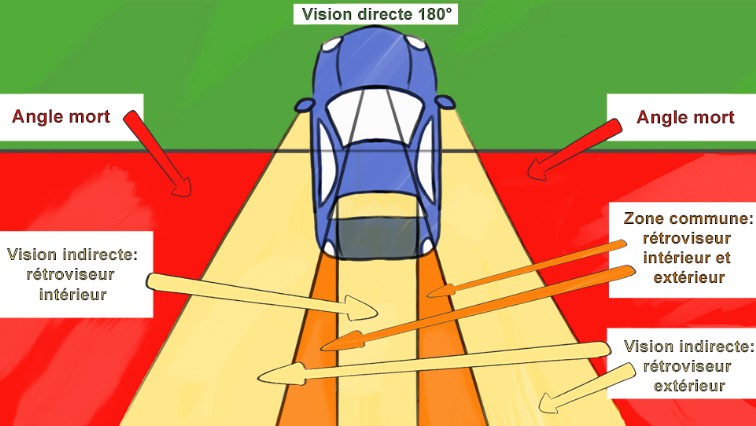 Vision directe 180°
Angle mort
Angle mort
Vision indirecte:
rétroviseur
intérieur
Zone commune:
rétroviseur
intérieur et
extérieur
Vision indirecte:
rétroviseur
extérieur